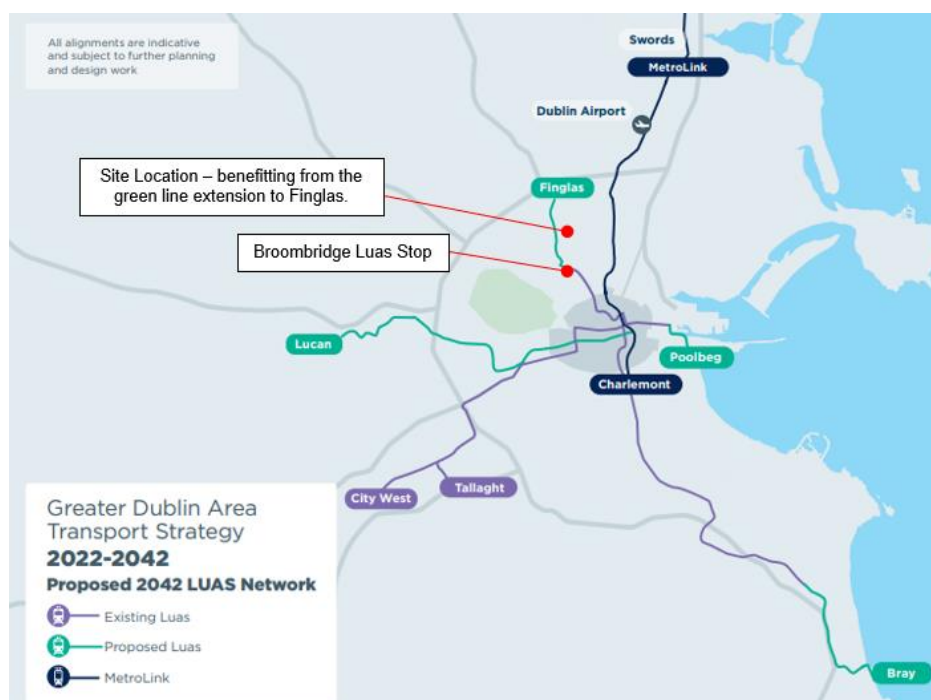 All alignments are indicative
and subject to further planning
and design work
Swords
MetroLink
Dublin Airport
Site Location – benefitting from the
green line extension to Finglas.
Finglas
Broombridge Luas Stop
Lucan
Poolbeg
Charlemont
City West
Tallaght
Greater Dublin Area
Transport Strategy
2022-2042
Proposed 2042 LUAS Network
Existing Luas
Proposed Luas
MetroLink
Bray